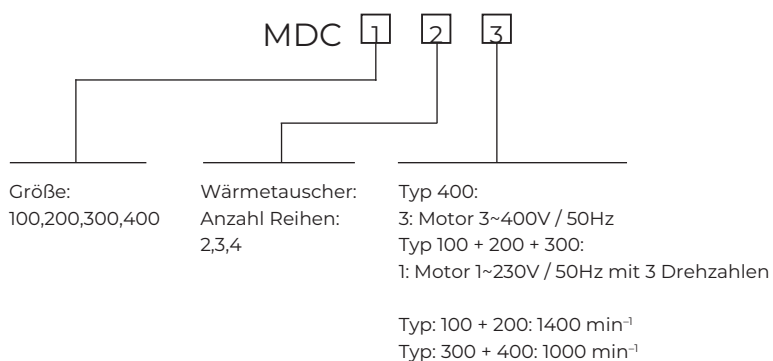 MDC 1 2 3
Größe:
100,200,300,400
Wärmetauscher:
Anzahl Reihen:
2,3,4
Typ 400:
3: Motor 3~400V / 50Hz
Typ 100 + 200 + 300:
1: Motor 1~230V / 50Hz mit 3 Drehzahlen
Typ: 100 + 200: 1400 min⁻¹
Typ: 300 + 400: 1000 min⁻¹